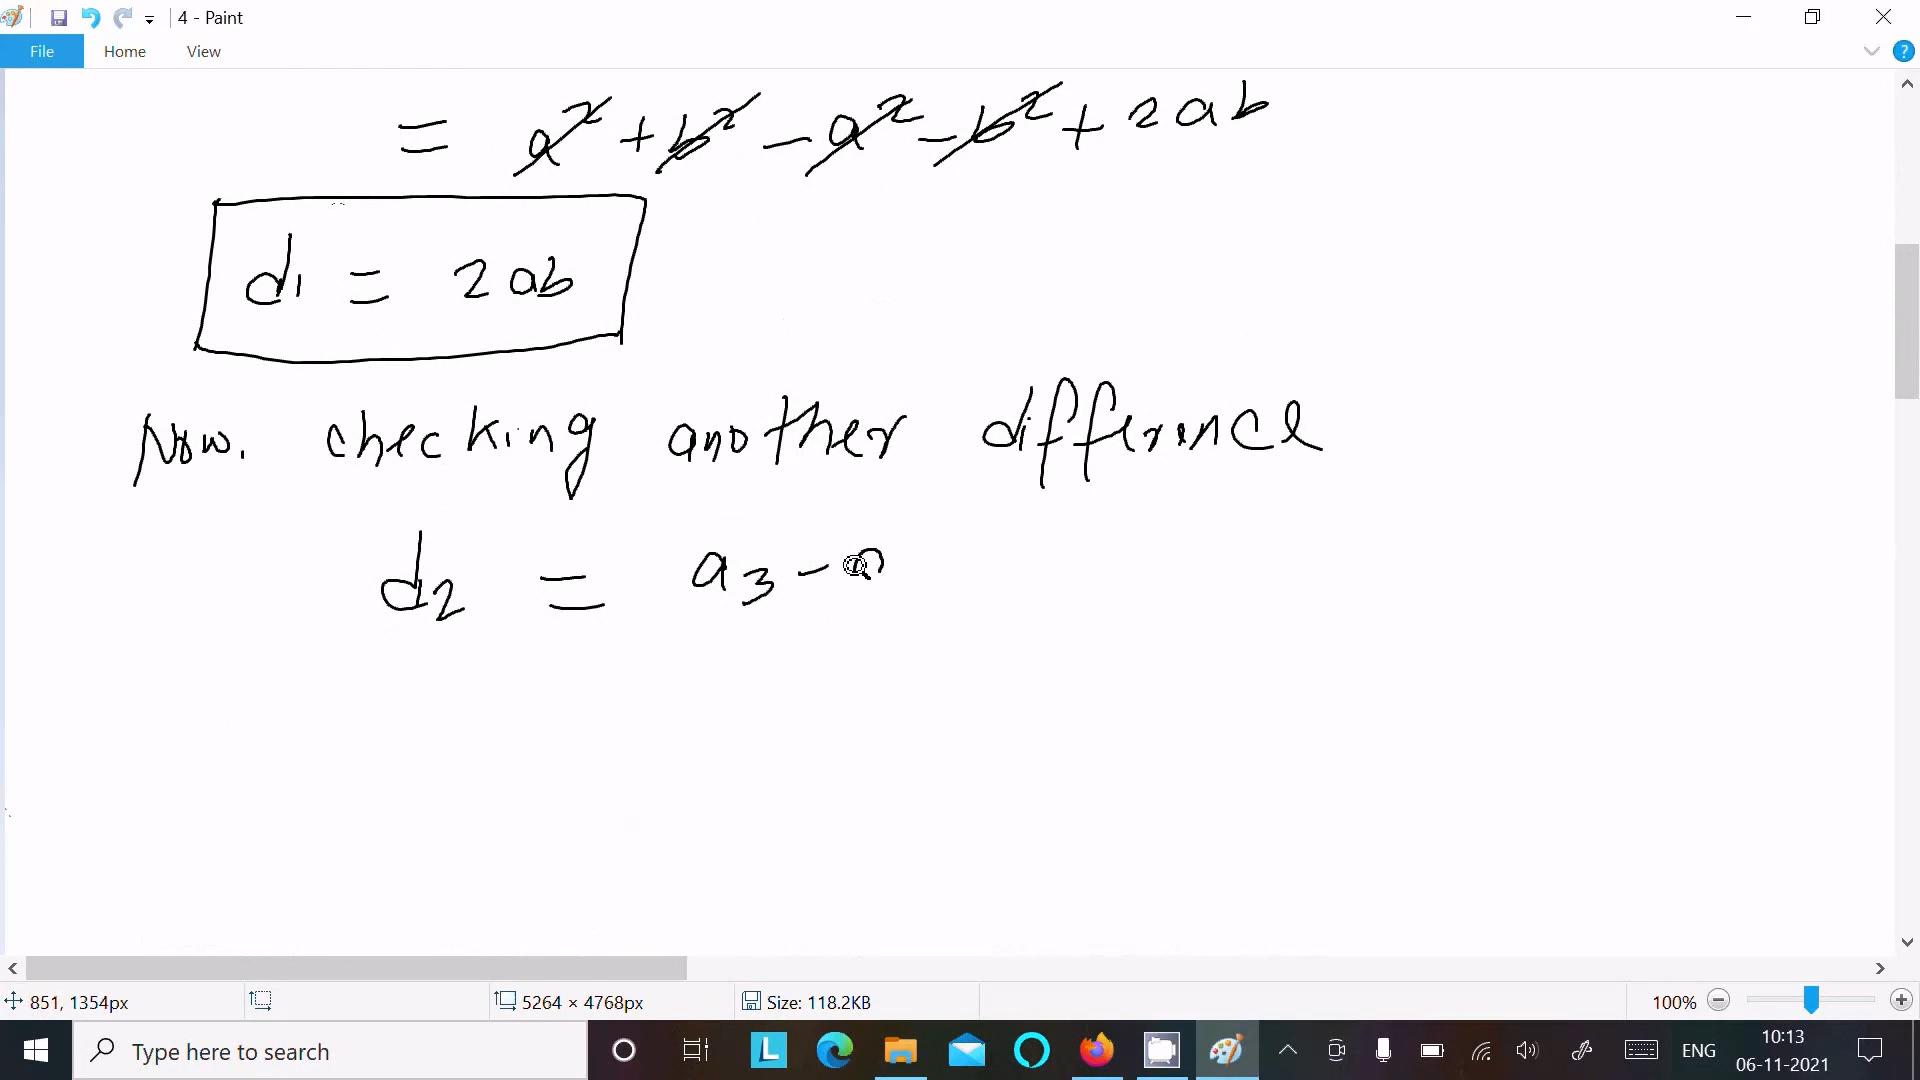 4 - Paint
File Home View
= a² + b² - a² - b² + 2ab
d1 = 2ab
Now. checking another difference
d2 = a3 -
851, 1354px 5264 × 4768px Size: 118.2KB 100%
Type here to search
L
ENG
10:13
06-11-2021